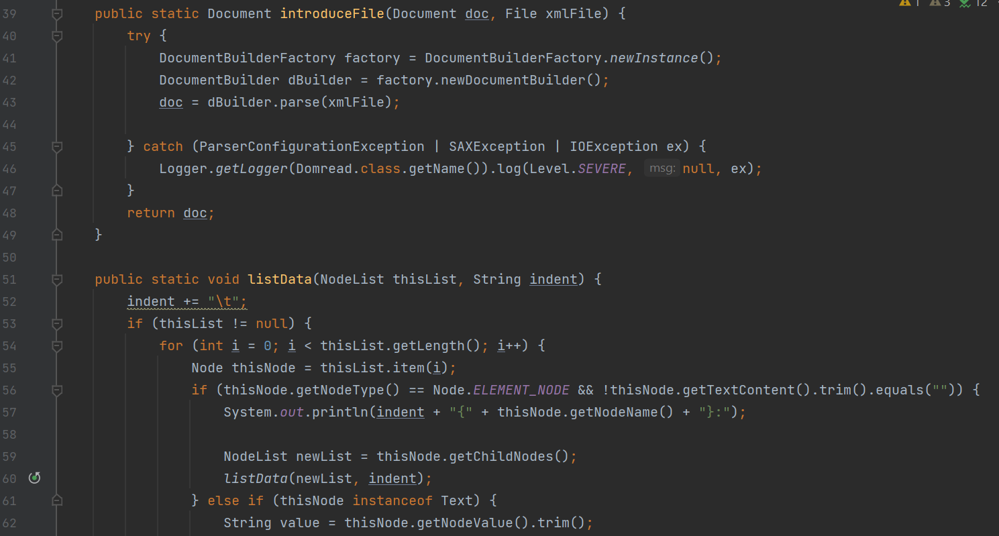 1 3 12
39 public static Document introduceFile(Document doc, File xmlFile) {
40 try {
41 DocumentBuilderFactory factory = DocumentBuilderFactory.newInstance();
42 DocumentBuilder dBuilder = factory.newDocumentBuilder();
43 doc = dBuilder.parse(xmlFile);
44
45 } catch (ParserConfigurationException | SAXException | IOException ex) {
46 Logger.getLogger(Domread.class.getName()).log(Level.SEVERE, msg: null, ex);
47 }
48 return doc;
49 }
50
51 public static void listData(NodeList thisList, String indent) {
52 indent += "\t";
53 if (thisList != null) {
54 for (int i = 0; i < thisList.getLength(); i++) {
55 Node thisNode = thisList.item(i);
56 if (thisNode.getNodeType() == Node.ELEMENT_NODE && !thisNode.getTextContent().trim().equals("")) {
57 System.out.println(indent + "{" + thisNode.getNodeName() + "}:");
58
59 NodeList newList = thisNode.getChildNodes();
60 listData(newList, indent);
61 } else if (thisNode instanceof Text) {
62 String value = thisNode.getNodeValue().trim();